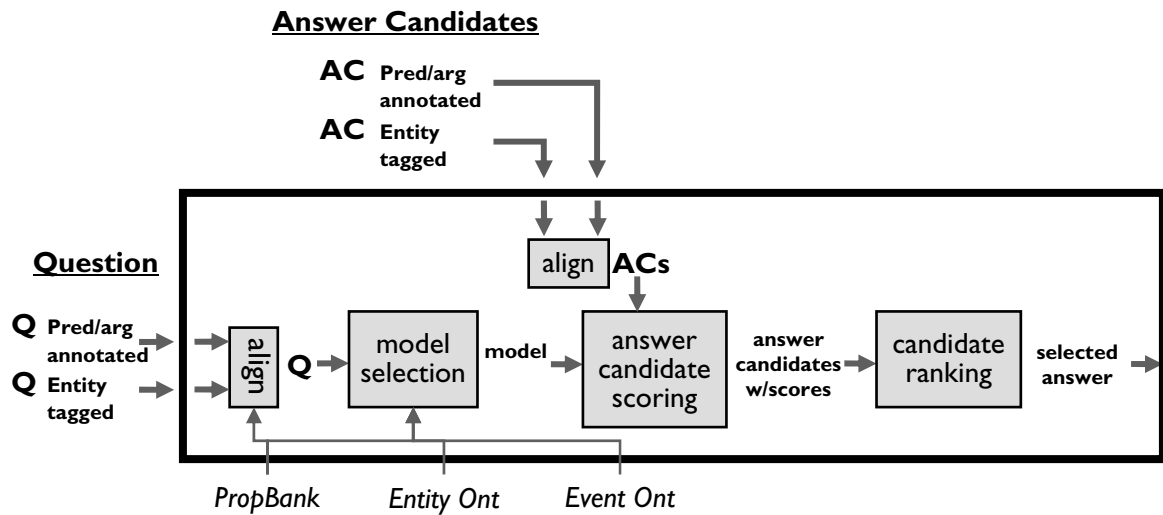 Answer Candidates
AC Pred/arg
annotated
AC Entity
tagged
align ACs
Question
Q Pred/arg
annotated
Q Entity
tagged
align
Q
model
selection
model
answer
candidate
scoring
answer
candidates
w/scores
candidate
ranking
selected
answer
PropBank
Entity Ont
Event Ont